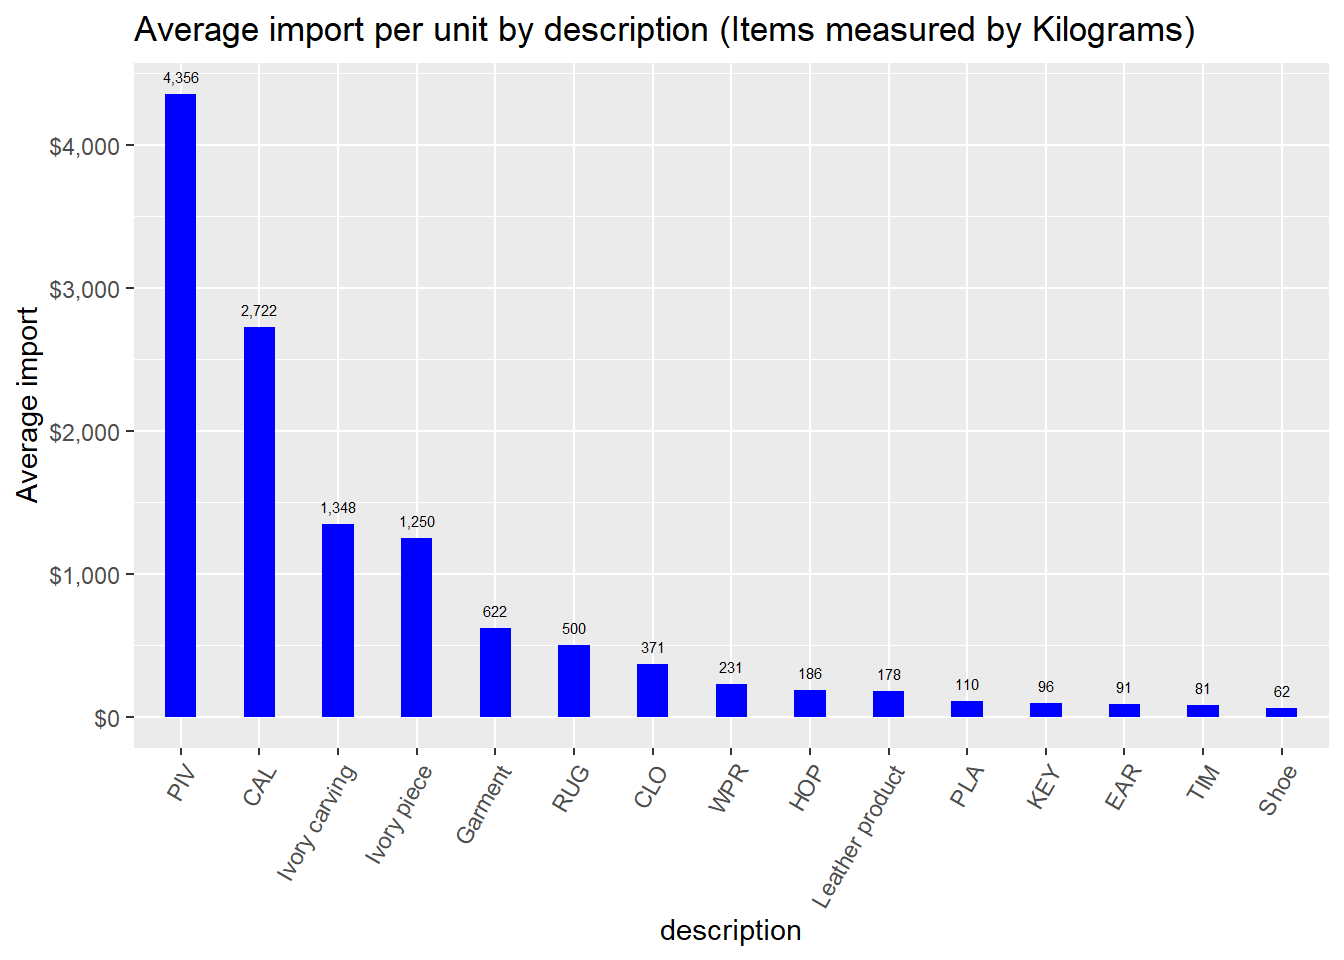 Average import per unit by description (Items measured by Kilograms)
Average import
$4,000
$3,000
$2,000
$1,000
$0
4,356
2,722
1,348
1,250
622
500
371
231
186
178
110
96
91
81
62
PIV
CAL
Ivory carving
Ivory piece
Garment
RUG
CLO
WPR
HOP
Leather product
PLA
KEY
EAR
TIM
Shoe
description